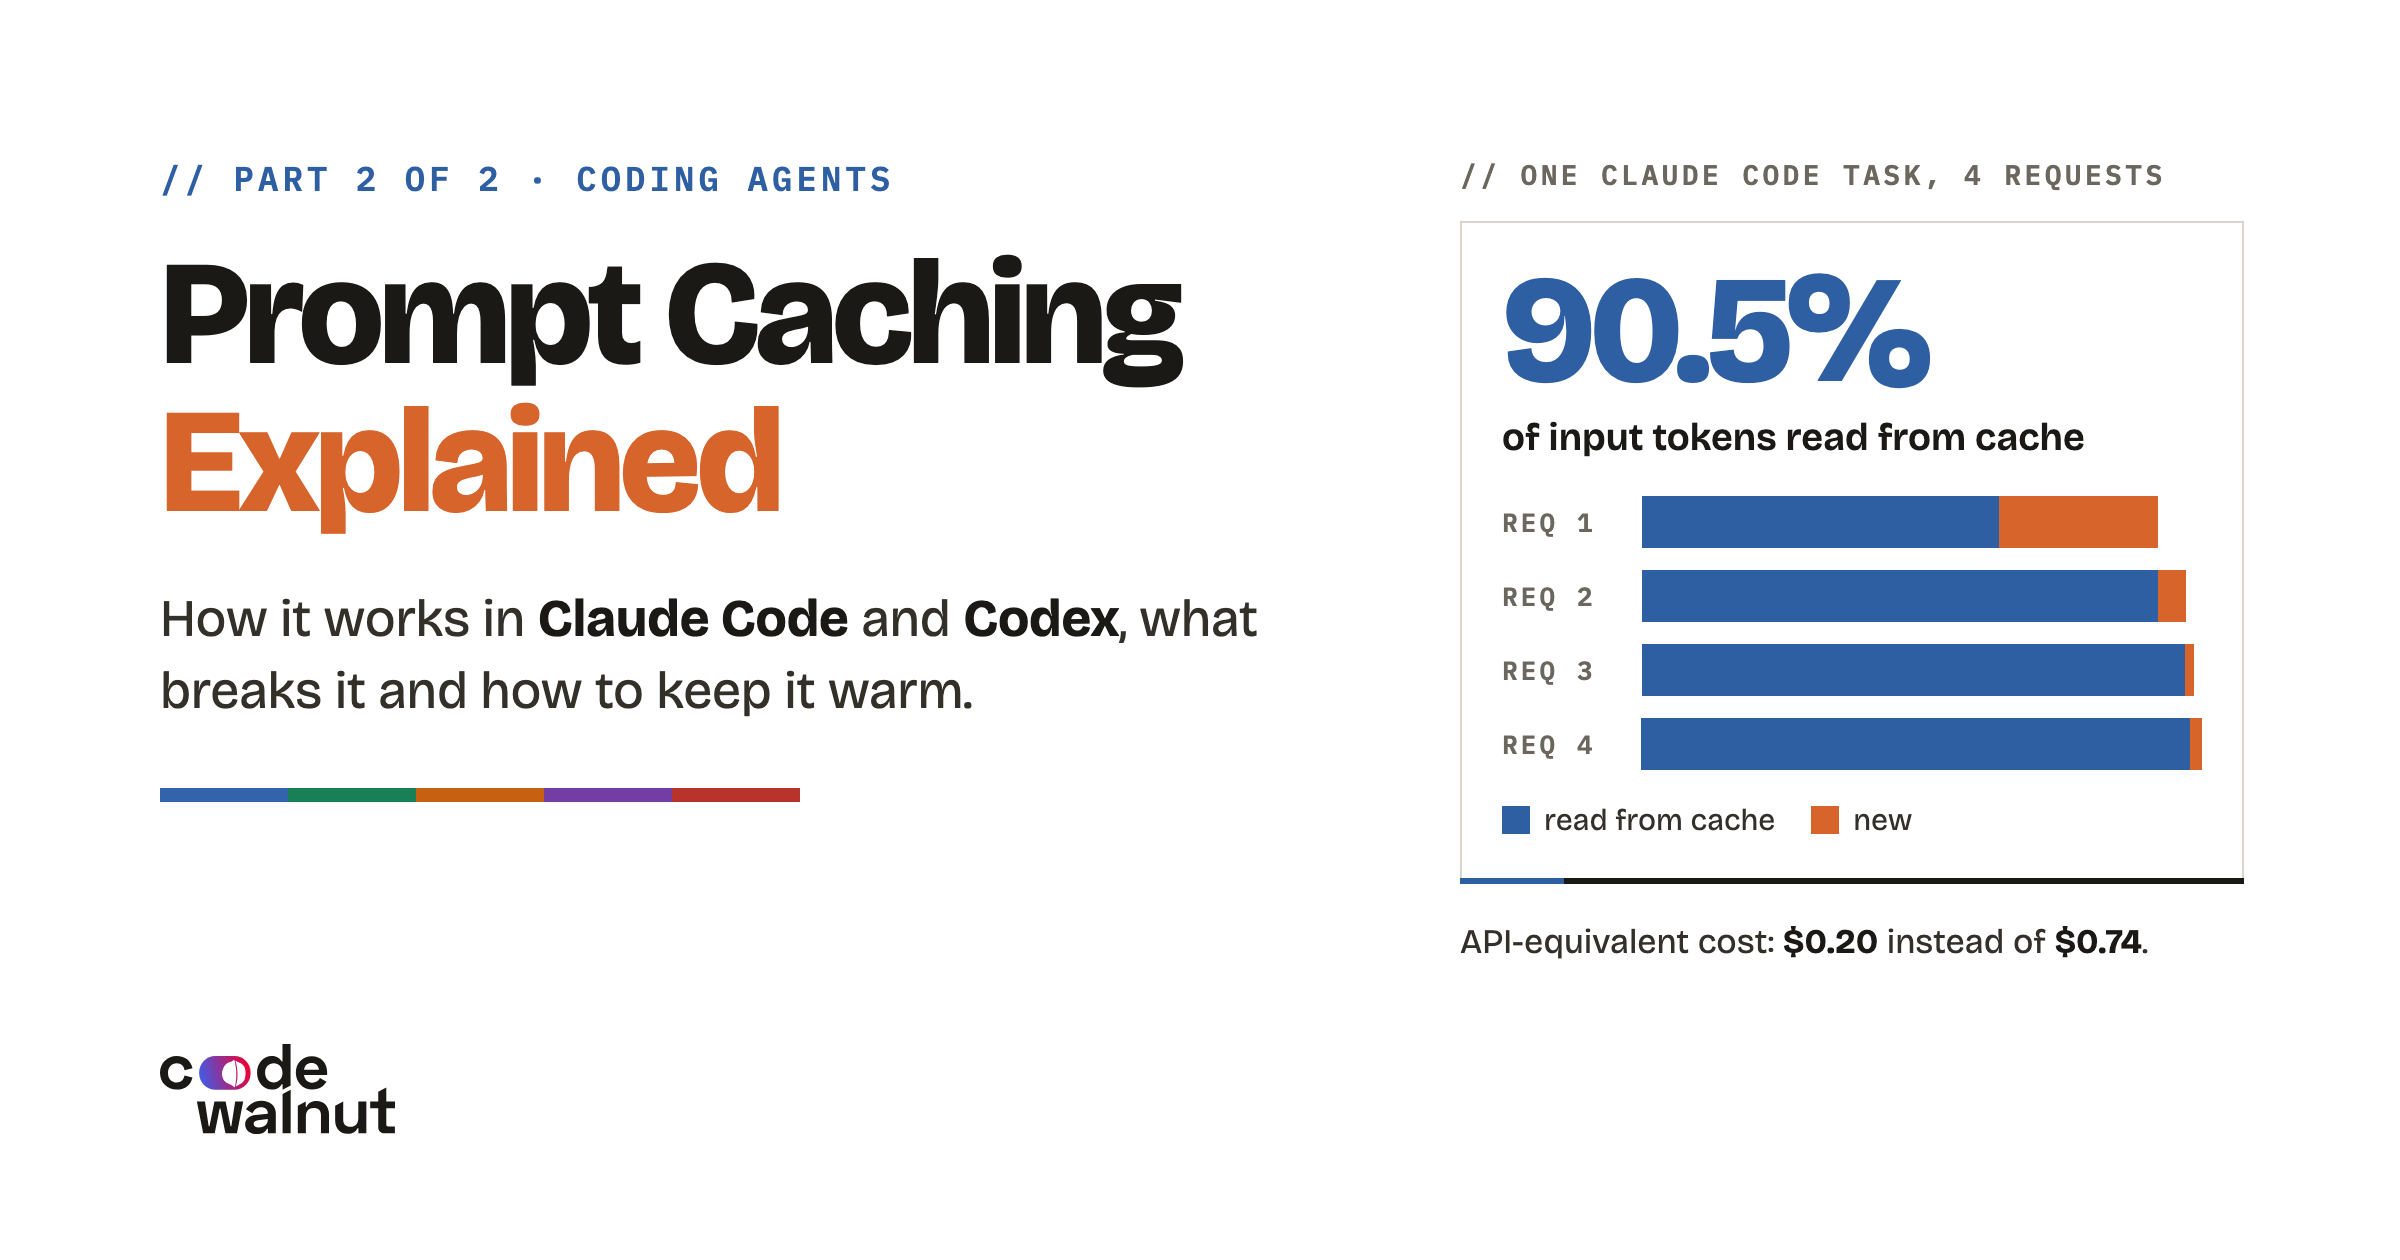 // PART 2 OF 2 · CODING AGENTS
Prompt Caching
Explained
How it works in Claude Code and Codex, what
breaks it and how to keep it warm.
code
walnut
// ONE CLAUDE CODE TASK, 4 REQUESTS
90.5%
of input tokens read from cache
REQ 1
REQ 2
REQ 3
REQ 4
read from cache
new
API-equivalent cost: $0.20 instead of $0.74.